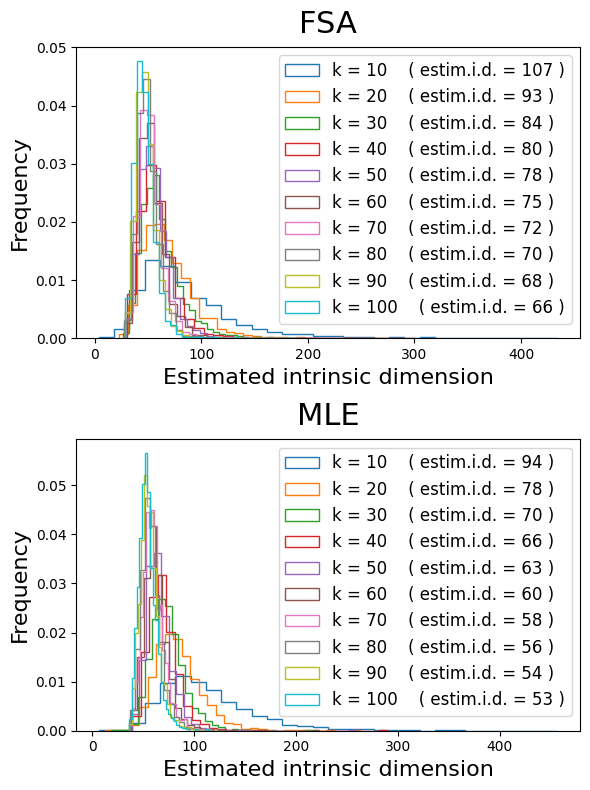 FSA
0.05
0.04
0.03
0.02
0.01
0.00
Frequency
k = 10 ( estim.i.d. = 107 )
k = 20 ( estim.i.d. = 93 )
k = 30 ( estim.i.d. = 84 )
k = 40 ( estim.i.d. = 80 )
k = 50 ( estim.i.d. = 78 )
k = 60 ( estim.i.d. = 75 )
k = 70 ( estim.i.d. = 72 )
k = 80 ( estim.i.d. = 70 )
k = 90 ( estim.i.d. = 68 )
k = 100 ( estim.i.d. = 66 )
0 100 200 300 400
Estimated intrinsic dimension
MLE
0.05
0.04
0.03
0.02
0.01
0.00
Frequency
k = 10 ( estim.i.d. = 94 )
k = 20 ( estim.i.d. = 78 )
k = 30 ( estim.i.d. = 70 )
k = 40 ( estim.i.d. = 66 )
k = 50 ( estim.i.d. = 63 )
k = 60 ( estim.i.d. = 60 )
k = 70 ( estim.i.d. = 58 )
k = 80 ( estim.i.d. = 56 )
k = 90 ( estim.i.d. = 54 )
k = 100 ( estim.i.d. = 53 )
0 100 200 300 400
Estimated intrinsic dimension